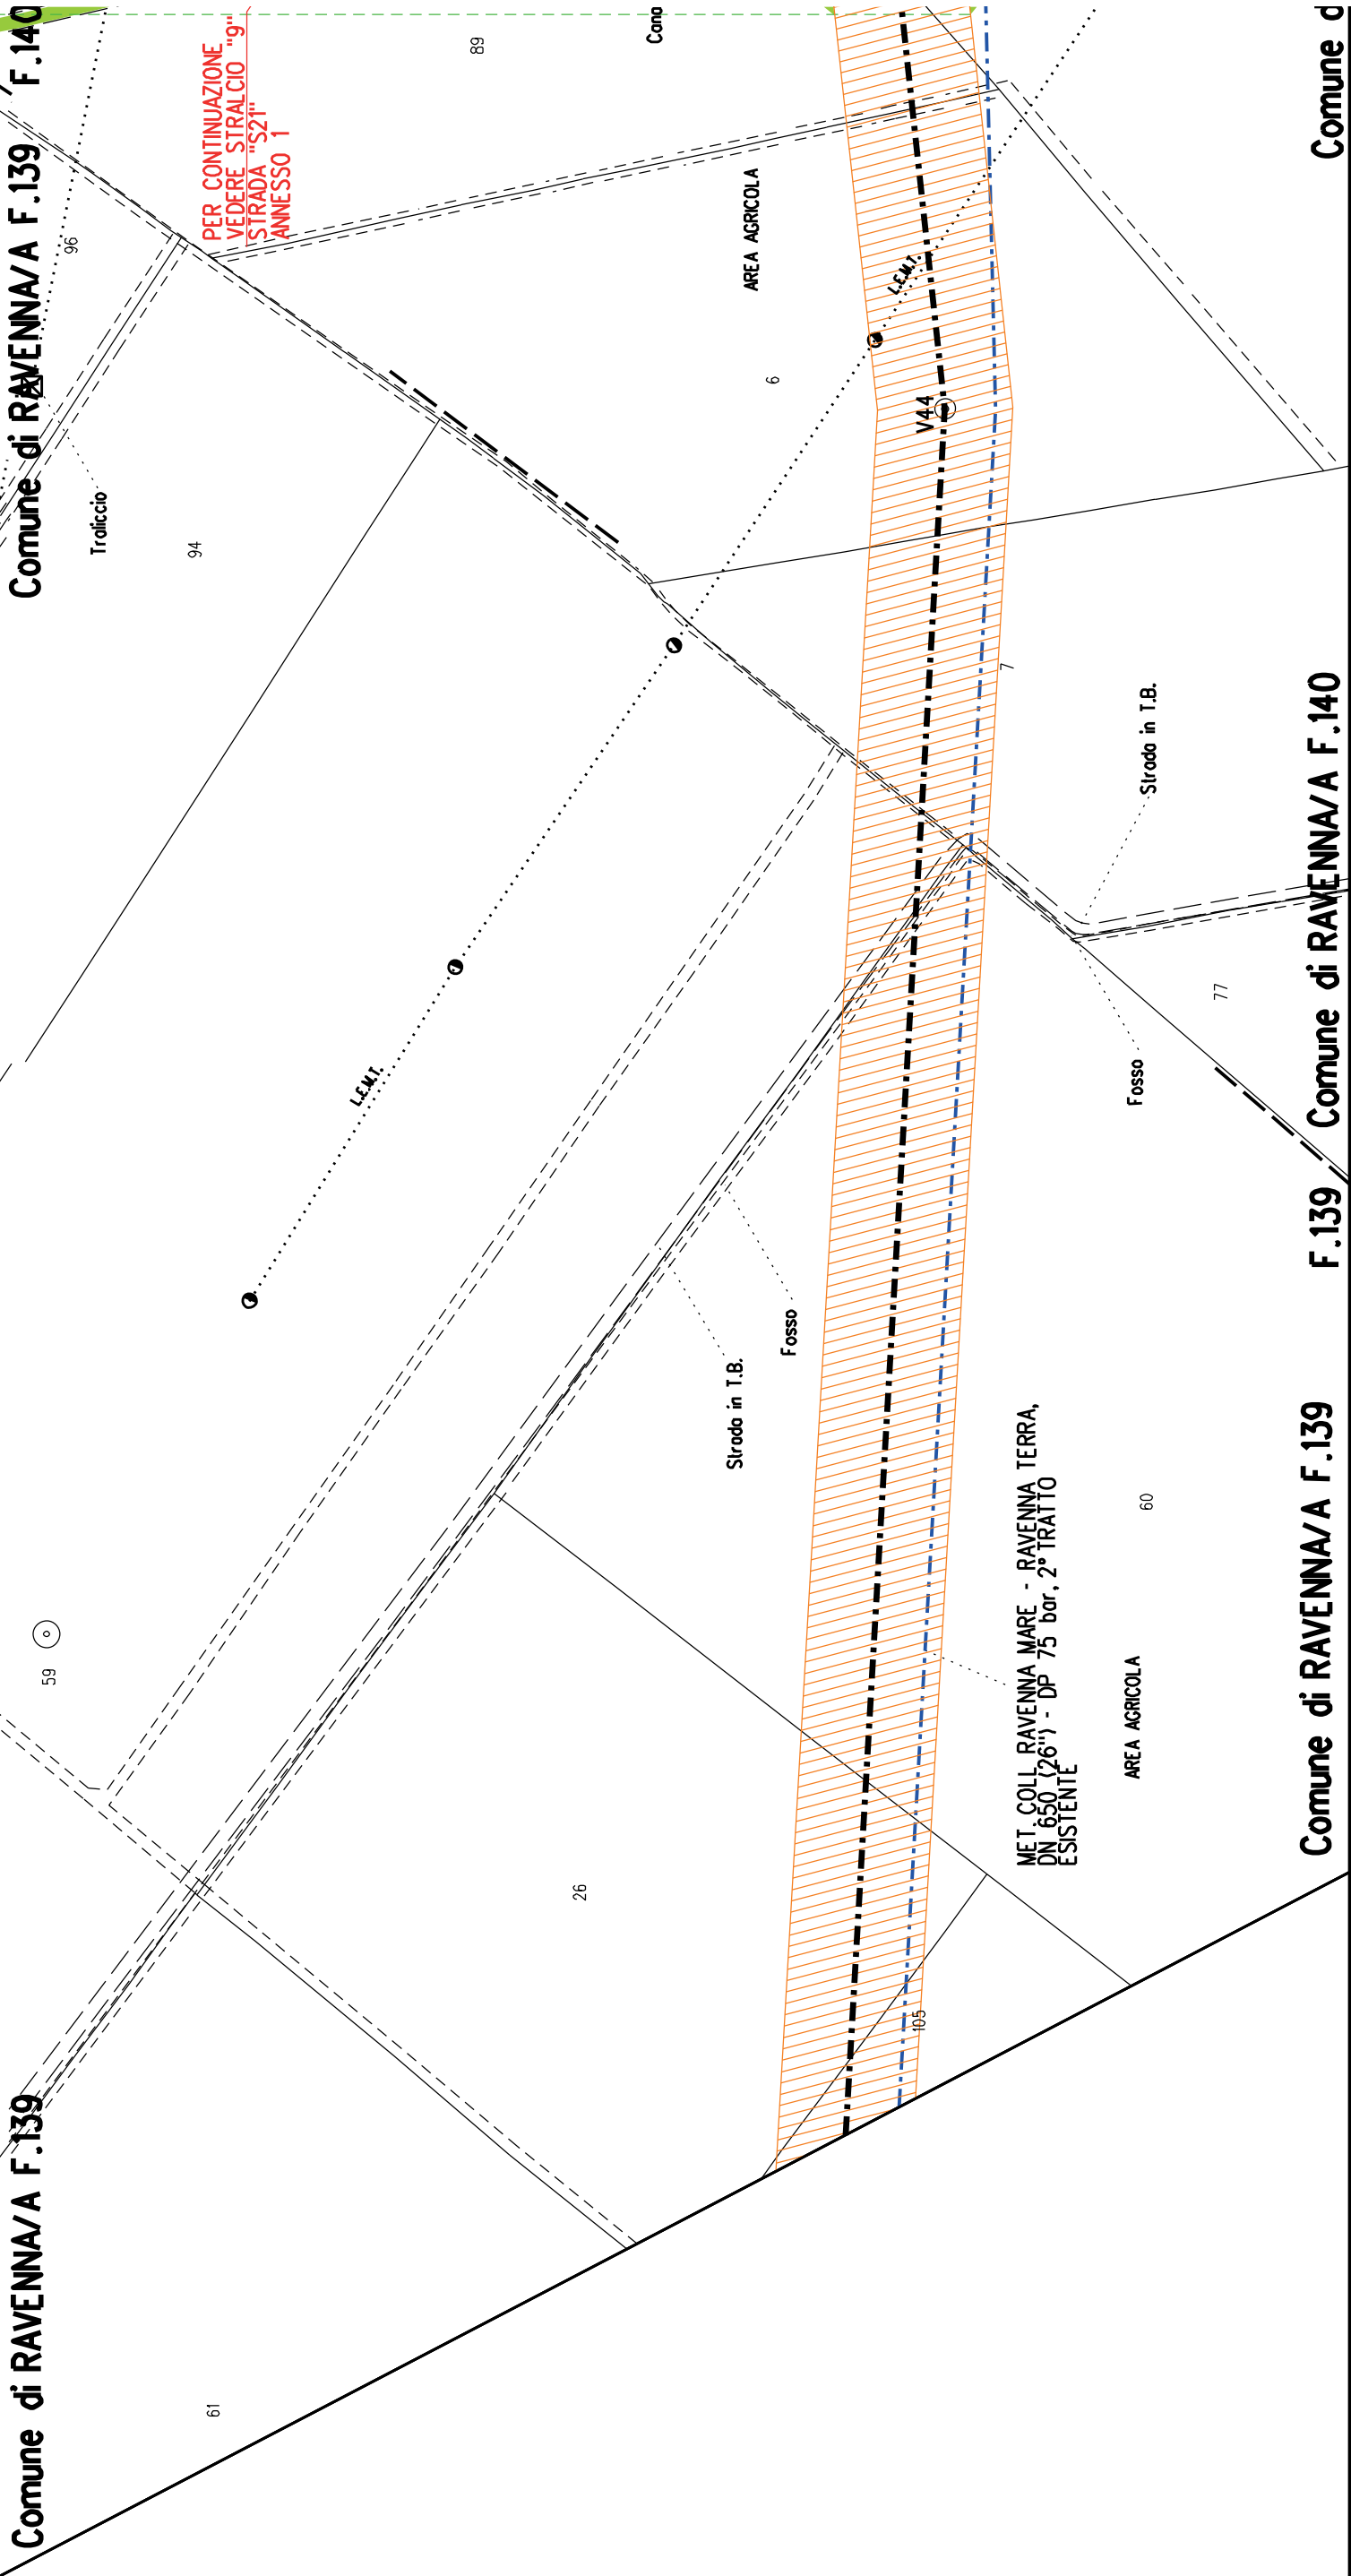 Comune di RAVENNA/A F.139
61
59
26
105
MET. COLL. RAVENNA MARE - RAVENNA TERRA,
DN 650 (26") - DP 75 bar, 2° TRATTO
ESISTENTE
AREA AGRICOLA
60
Comune di RAVENNA/A F.139
Strada in T.B.
Fosso
L.E.M.T.
F.139
Comune di RAVENNA/A F.140
Fosso
77
Strada in T.B.
7
Comune di RAVENNA/A F.139
F.140
Traliccio
94
96
PER CONTINUAZIONE
VEDERE STRALCIO "9"
STRADA "S21"
ANNESSO 1
89
AREA AGRICOLA
6
V44
L.E.M.T.
Cana
Comune d